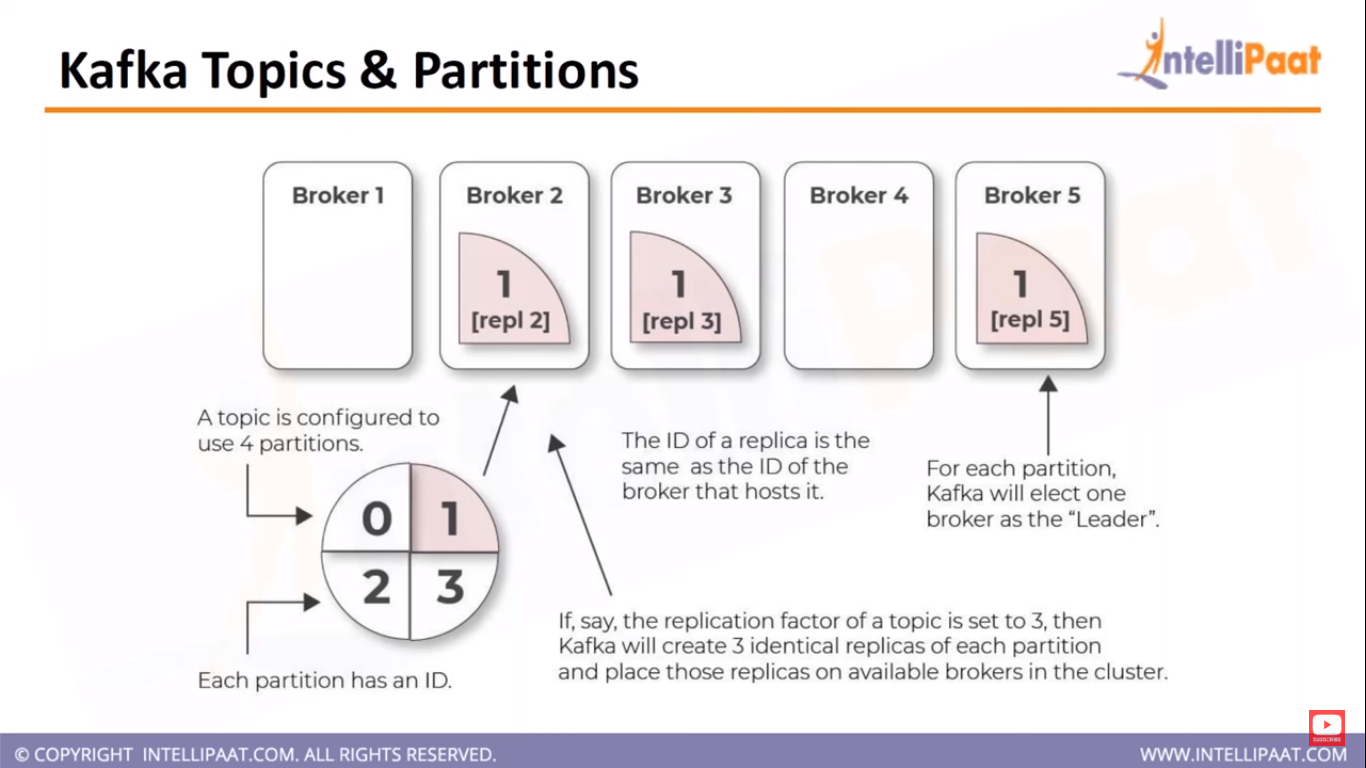 Kafka Topics & Partitions
IntelliPaat
Broker 1
Broker 2
Broker 3
Broker 4
Broker 5
1
[repl 2]
1
[repl 3]
1
[repl 5]
A topic is configured to
use 4 partitions.
The ID of a replica is the
same as the ID of the
broker that hosts it.
For each partition,
Kafka will elect one
broker as the “Leader”.
0 1
2 3
Each partition has an ID.
If, say, the replication factor of a topic is set to 3, then
Kafka will create 3 identical replicas of each partition
and place those replicas on available brokers in the cluster.
SUBSCRIBE
© COPYRIGHT INTELLIPAAT.COM. ALL RIGHTS RESERVED.
WWW.INTELLIPAAT.COM